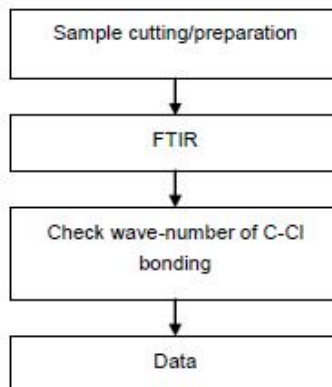 Sample cutting/preparation
FTIR
Check wave-number of C-Cl
bonding
Data